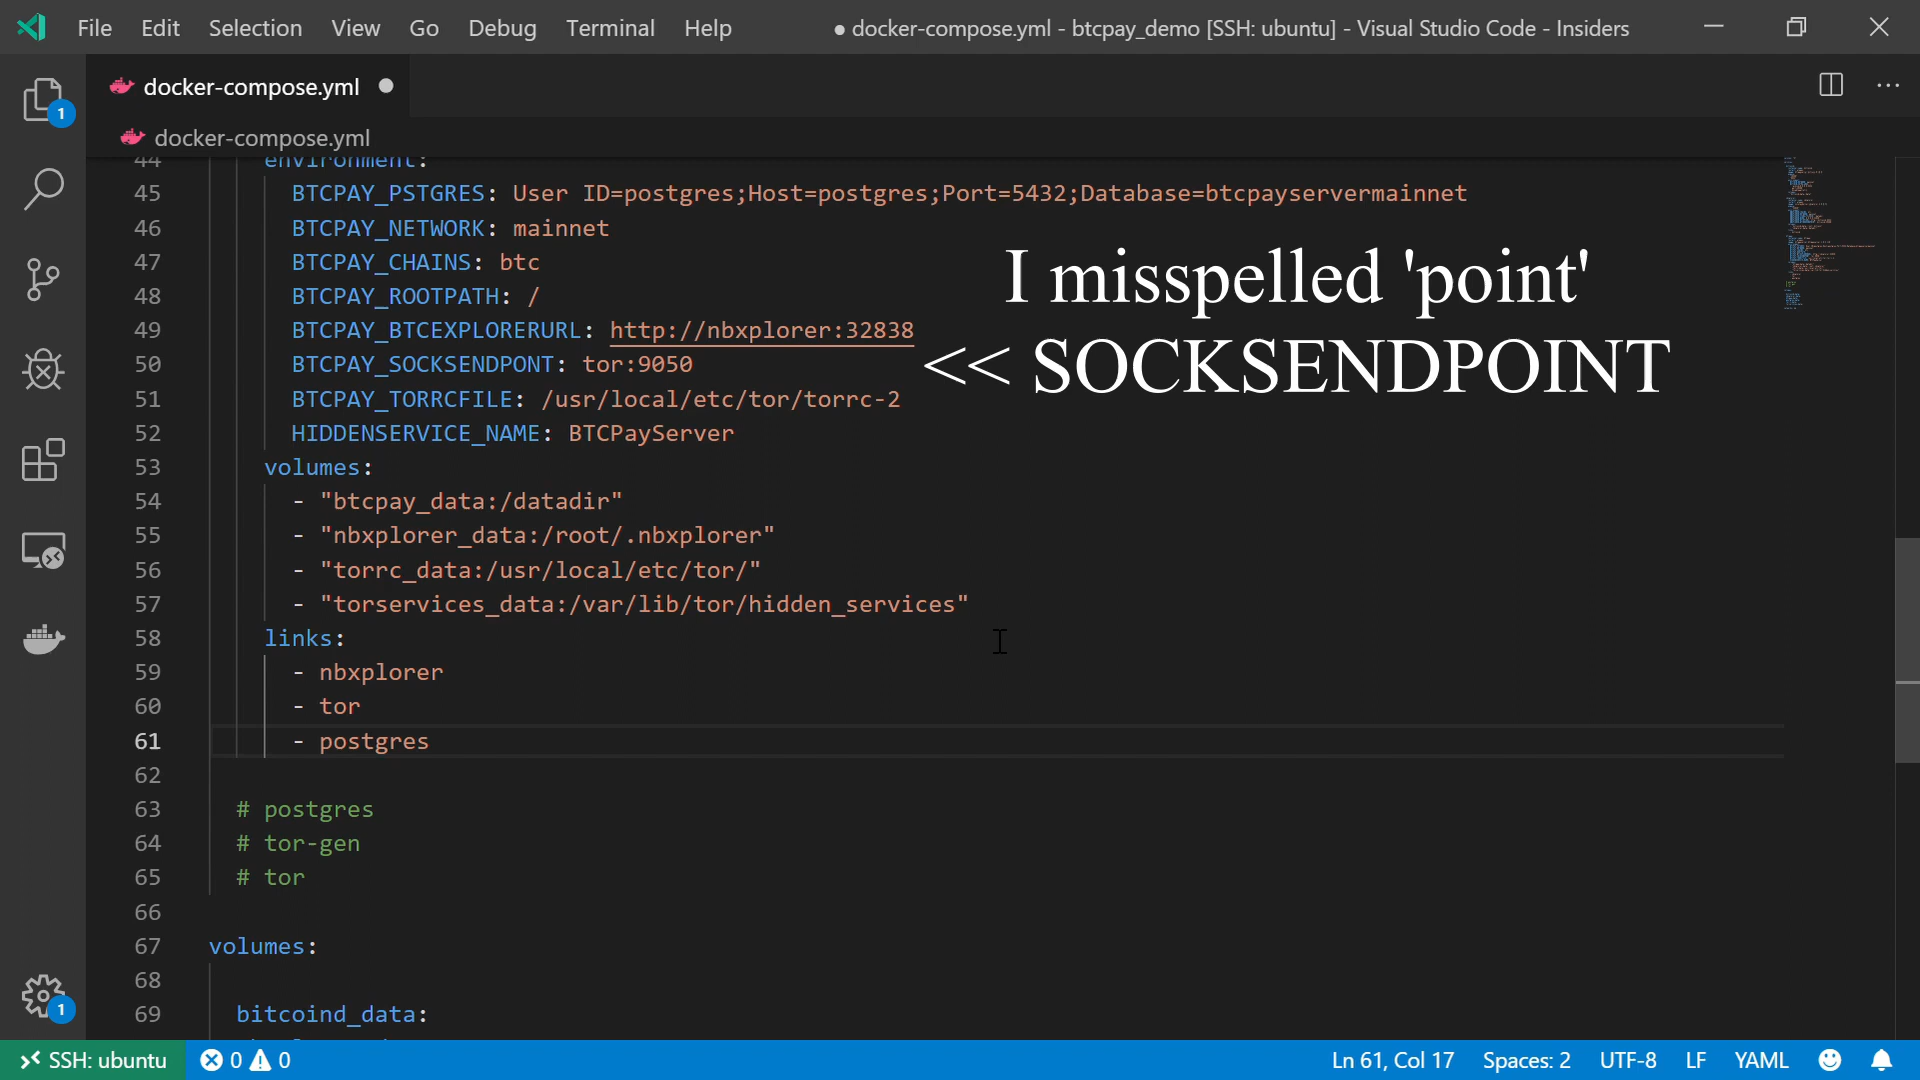 File Edit Selection View Go Debug Terminal Help
● docker-compose.yml - btcpay_demo [SSH: ubuntu] - Visual Studio Code - Insiders
docker-compose.yml
docker-compose.yml
44 environment:
45 BTCPAY_PSTGRES: User ID=postgres;Host=postgres;Port=5432;Database=btcpayservermainnet
46 BTCPAY_NETWORK: mainnet
47 BTCPAY_CHAINS: btc
48 BTCPAY_ROOTPATH: /
49 BTCPAY_BTCEXPLORERURL: http://nbxplorer:32838
50 BTCPAY_SOCKSENDPONT: tor:9050
51 BTCPAY_TORRCFILE: /usr/local/etc/tor/torrc-2
52 HIDDENSERVICE_NAME: BTCPayServer
I misspelled 'point'
<< SOCKSENDPOINT
53 volumes:
54 - "btcpay_data:/datadir"
55 - "nbxplorer_data:/root/.nbxplorer"
56 - "torrc_data:/usr/local/etc/tor/"
57 - "torservices_data:/var/lib/tor/hidden_services"
58 links:
59 - nbxplorer
60 - tor
61 - postgres
62
63 # postgres
64 # tor-gen
65 # tor
66
67 volumes:
68
69 bitcoind_data:
1
1
SSH: ubuntu 0 0 Ln 61, Col 17 Spaces: 2 UTF-8 LF YAML